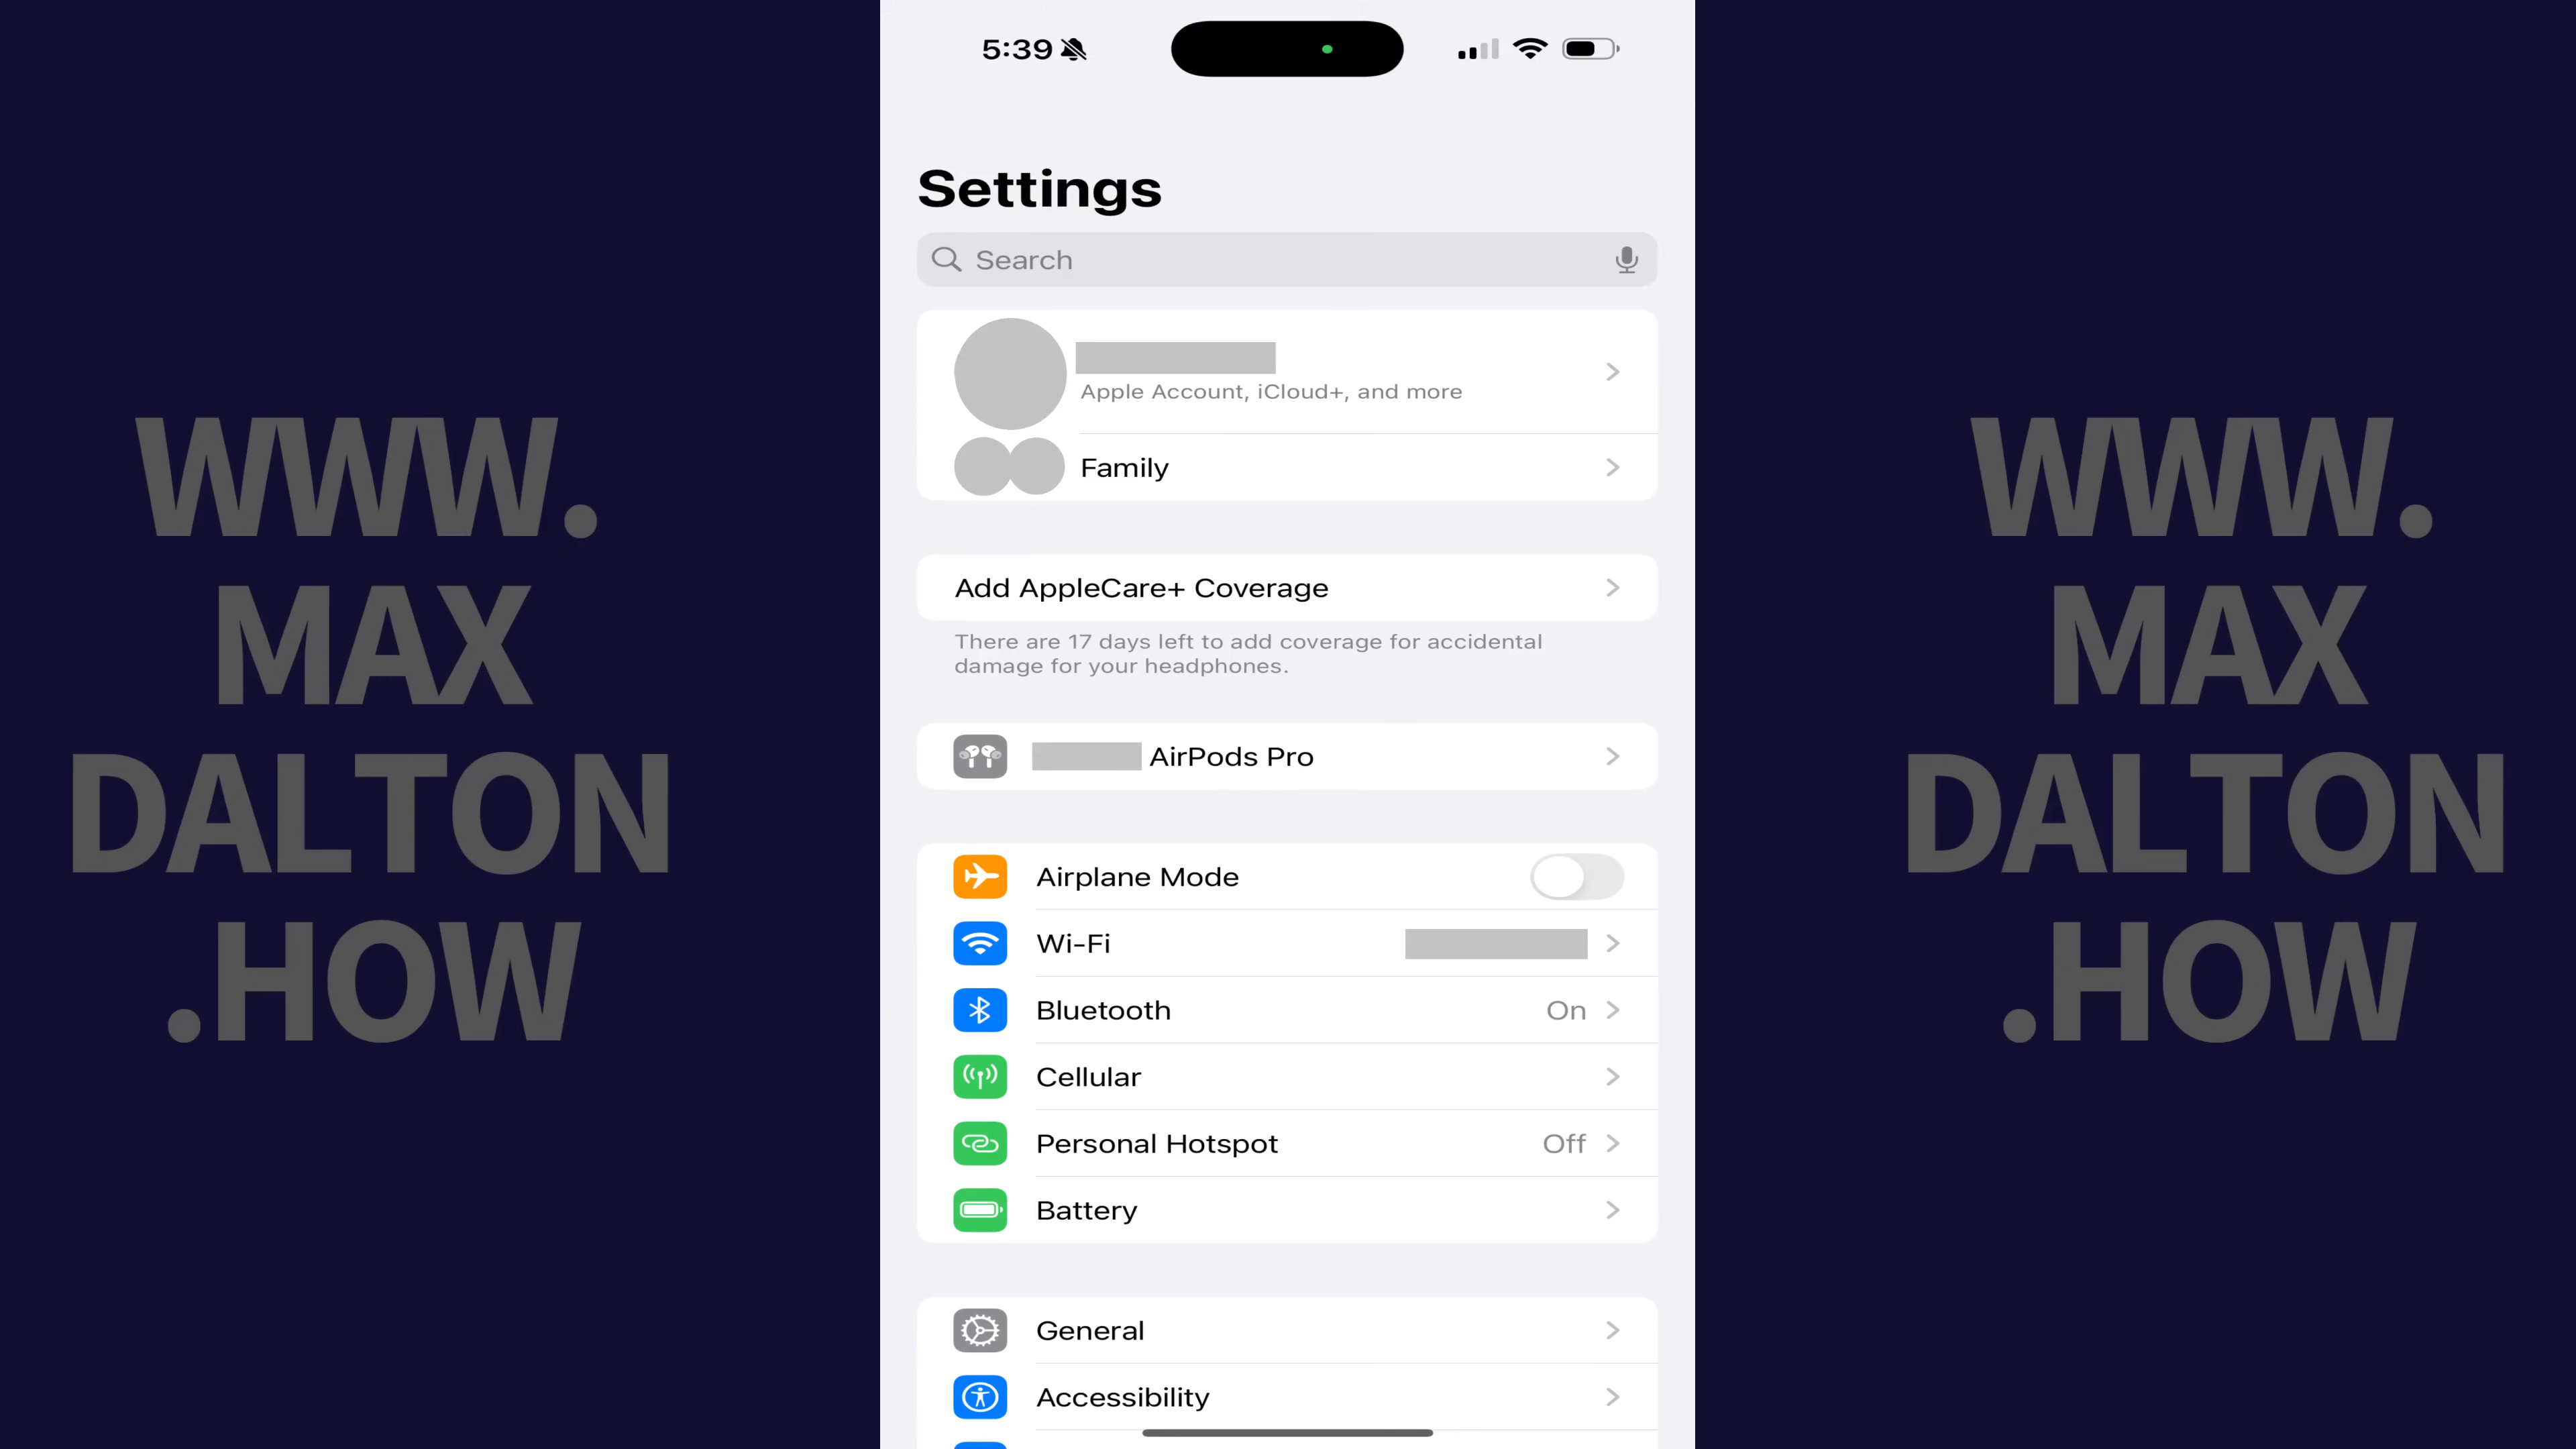 WWW.
MAX
DALTON
.HOW
5:39
Settings
Search
Apple Account, iCloud+, and more
Family
Add AppleCare+ Coverage
There are 17 days left to add coverage for accidental
damage for your headphones.
AirPods Pro
Airplane Mode
Wi-Fi
Bluetooth On
Cellular
Personal Hotspot Off
Battery
General
Accessibility
WWW.
MAX
DALTON
.HOW